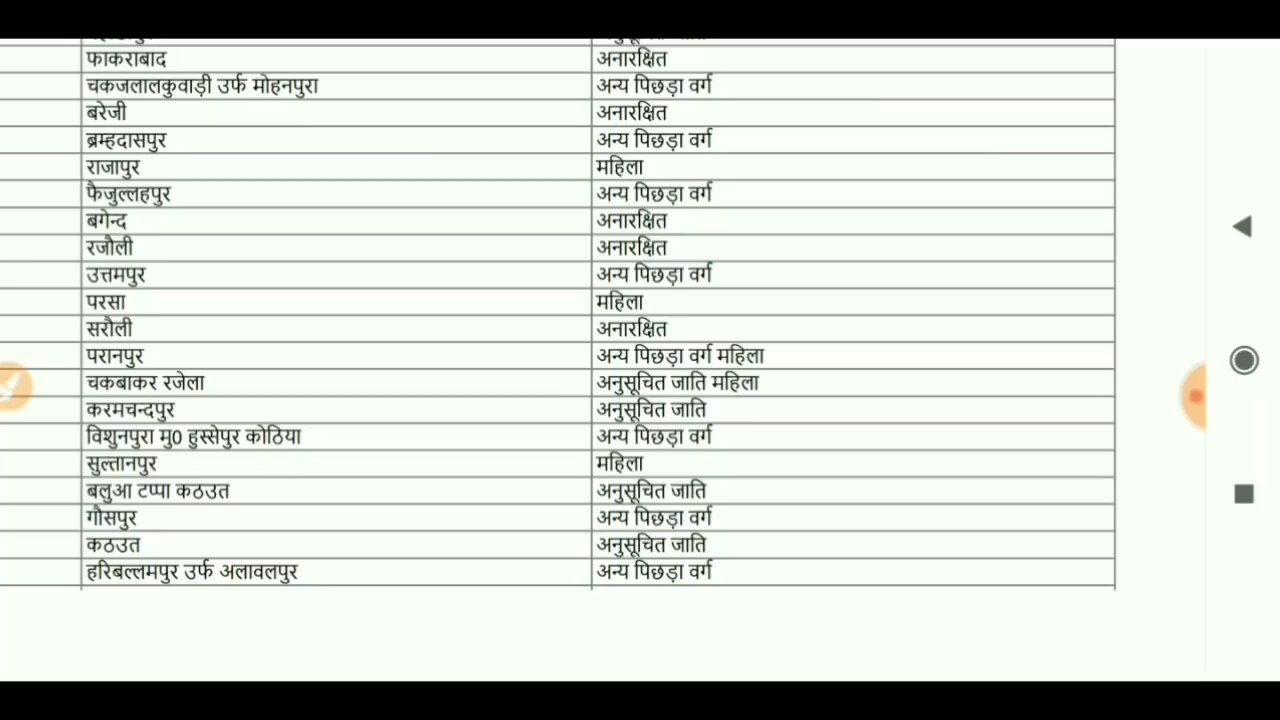 फाकराबाद अनारक्षित
चकजलालकुवाड़ी उर्फ मोहनपुरा अन्य पिछड़ा वर्ग
बरेजी अनारक्षित
ब्रम्हदासपुर अन्य पिछड़ा वर्ग
राजापुर महिला
फैजुल्लहपुर अन्य पिछड़ा वर्ग
बगेन्द अनारक्षित
रजौली अनारक्षित
उत्तमपुर अन्य पिछड़ा वर्ग
परसा महिला
सरौली अनारक्षित
परानपुर अन्य पिछड़ा वर्ग महिला
चकबाकर रजेला अनुसूचित जाति महिला
करमचन्दपुर अनुसूचित जाति
विशुनपुरा मु0 हुस्सेपुर कोठिया अन्य पिछड़ा वर्ग
सुल्तानपुर महिला
बलुआ टप्पा कठउत अनुसूचित जाति
गौसपुर अन्य पिछड़ा वर्ग
कठउत अनुसूचित जाति
हरिबल्लमपुर उर्फ अलावलपुर अन्य पिछड़ा वर्ग